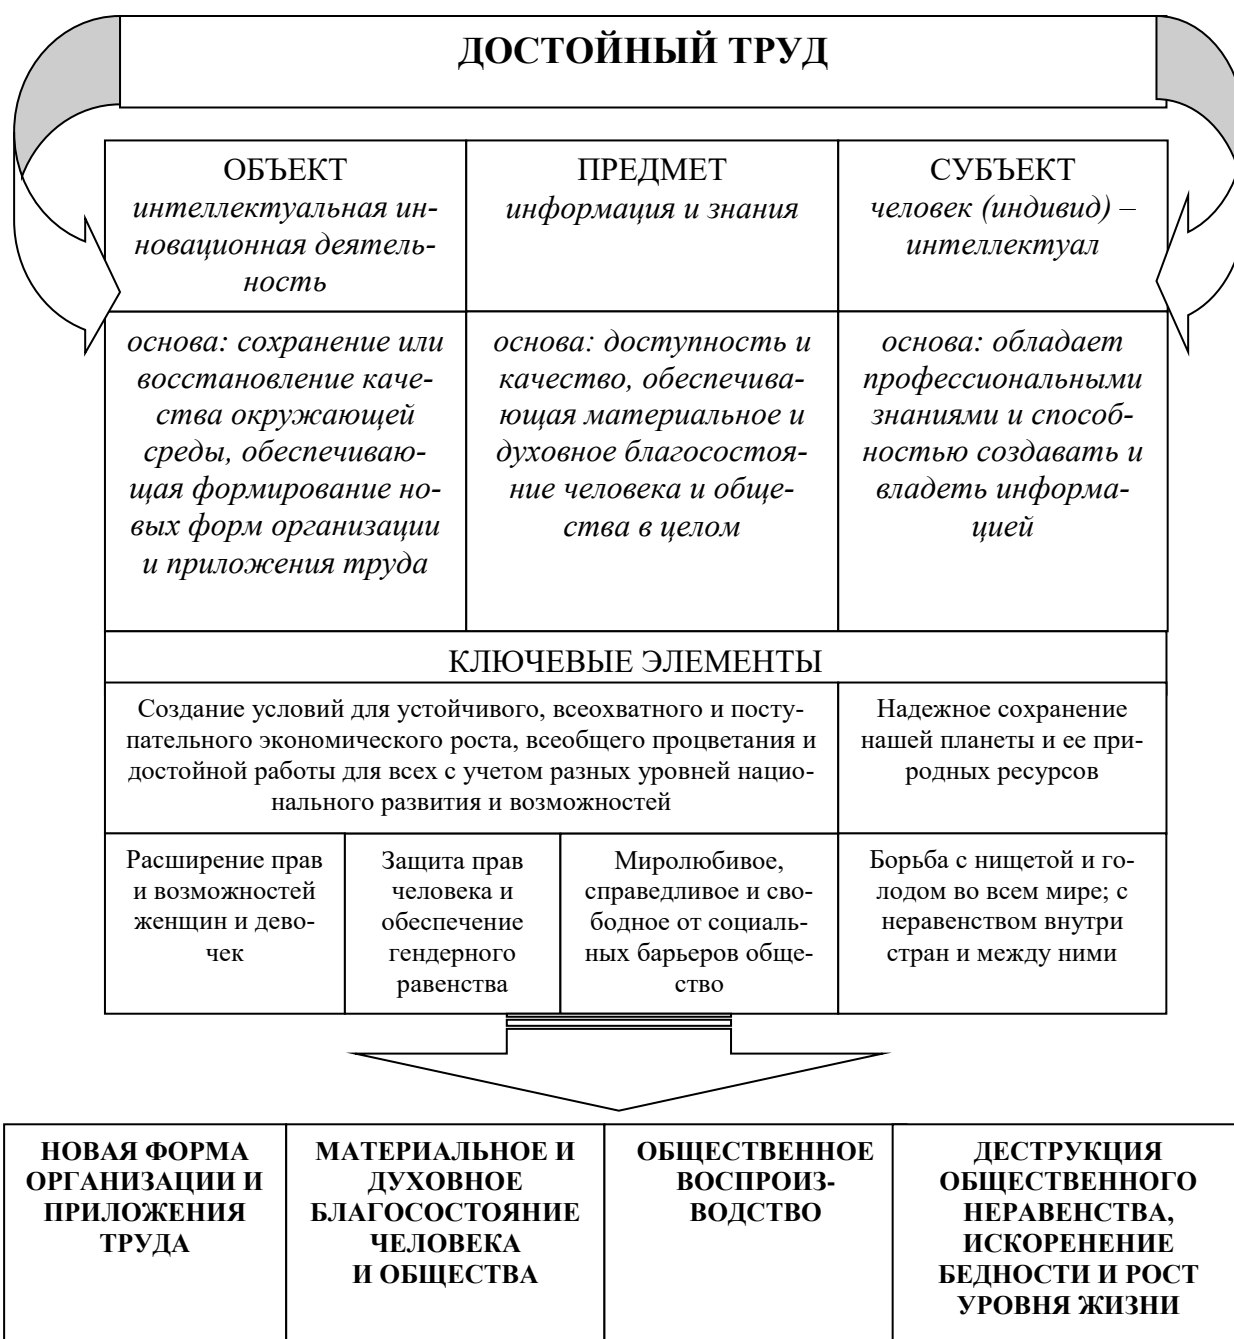 ДОСТОЙНЫЙ ТРУД
ОБЪЕКТ
интеллектуальная ин-
новационная деятель-
ность
ПРЕДМЕТ
информация и знания
СУБЪЕКТ
человек (индивид) –
интеллектуал
основа: сохранение или
восстановление каче-
ства окружающей
среды, обеспечиваю-
щая формирование но-
вых форм организации
и приложения труда
основа: доступность и
качество, обеспечива-
ющая материальное и
духовное благосостоя-
ние человека и обще-
ства в целом
основа: обладает
профессиональными
знаниями и способ-
ностью создавать и
владеть информа-
цией
КЛЮЧЕВЫЕ ЭЛЕМЕНТЫ
Создание условий для устойчивого, всеохватного и посту-
пательного экономического роста, всеобщего процветания и
достойной работы для всех с учетом разных уровней нацио-
нального развития и возможностей
Надежное сохранение
нашей планеты и ее при-
родных ресурсов
Расширение прав
и возможностей
женщин и дево-
чек
Защита прав
человека и
обеспечение
гендерного
равенства
Миролюбивое,
справедливое и сво-
бодное от социаль-
ных барьеров обще-
ство
Борьба с нищетой и го-
лодом во всем мире; с
неравенством внутри
стран и между ними
НОВАЯ ФОРМА
ОРГАНИЗАЦИИ И
ПРИЛОЖЕНИЯ
ТРУДА
МАТЕРИАЛЬНОЕ И
ДУХОВНОЕ
БЛАГОСОСТОЯНИЕ
ЧЕЛОВЕКА
И ОБЩЕСТВА
ОБЩЕСТВЕННОЕ
ВОСПРОИЗ-
ВОДСТВО
ДЕСТРУКЦИЯ
ОБЩЕСТВЕННОГО
НЕРАВЕНСТВА,
ИСКОРЕНЕНИЕ
БЕДНОСТИ И РОСТ
УРОВНЯ ЖИЗНИ